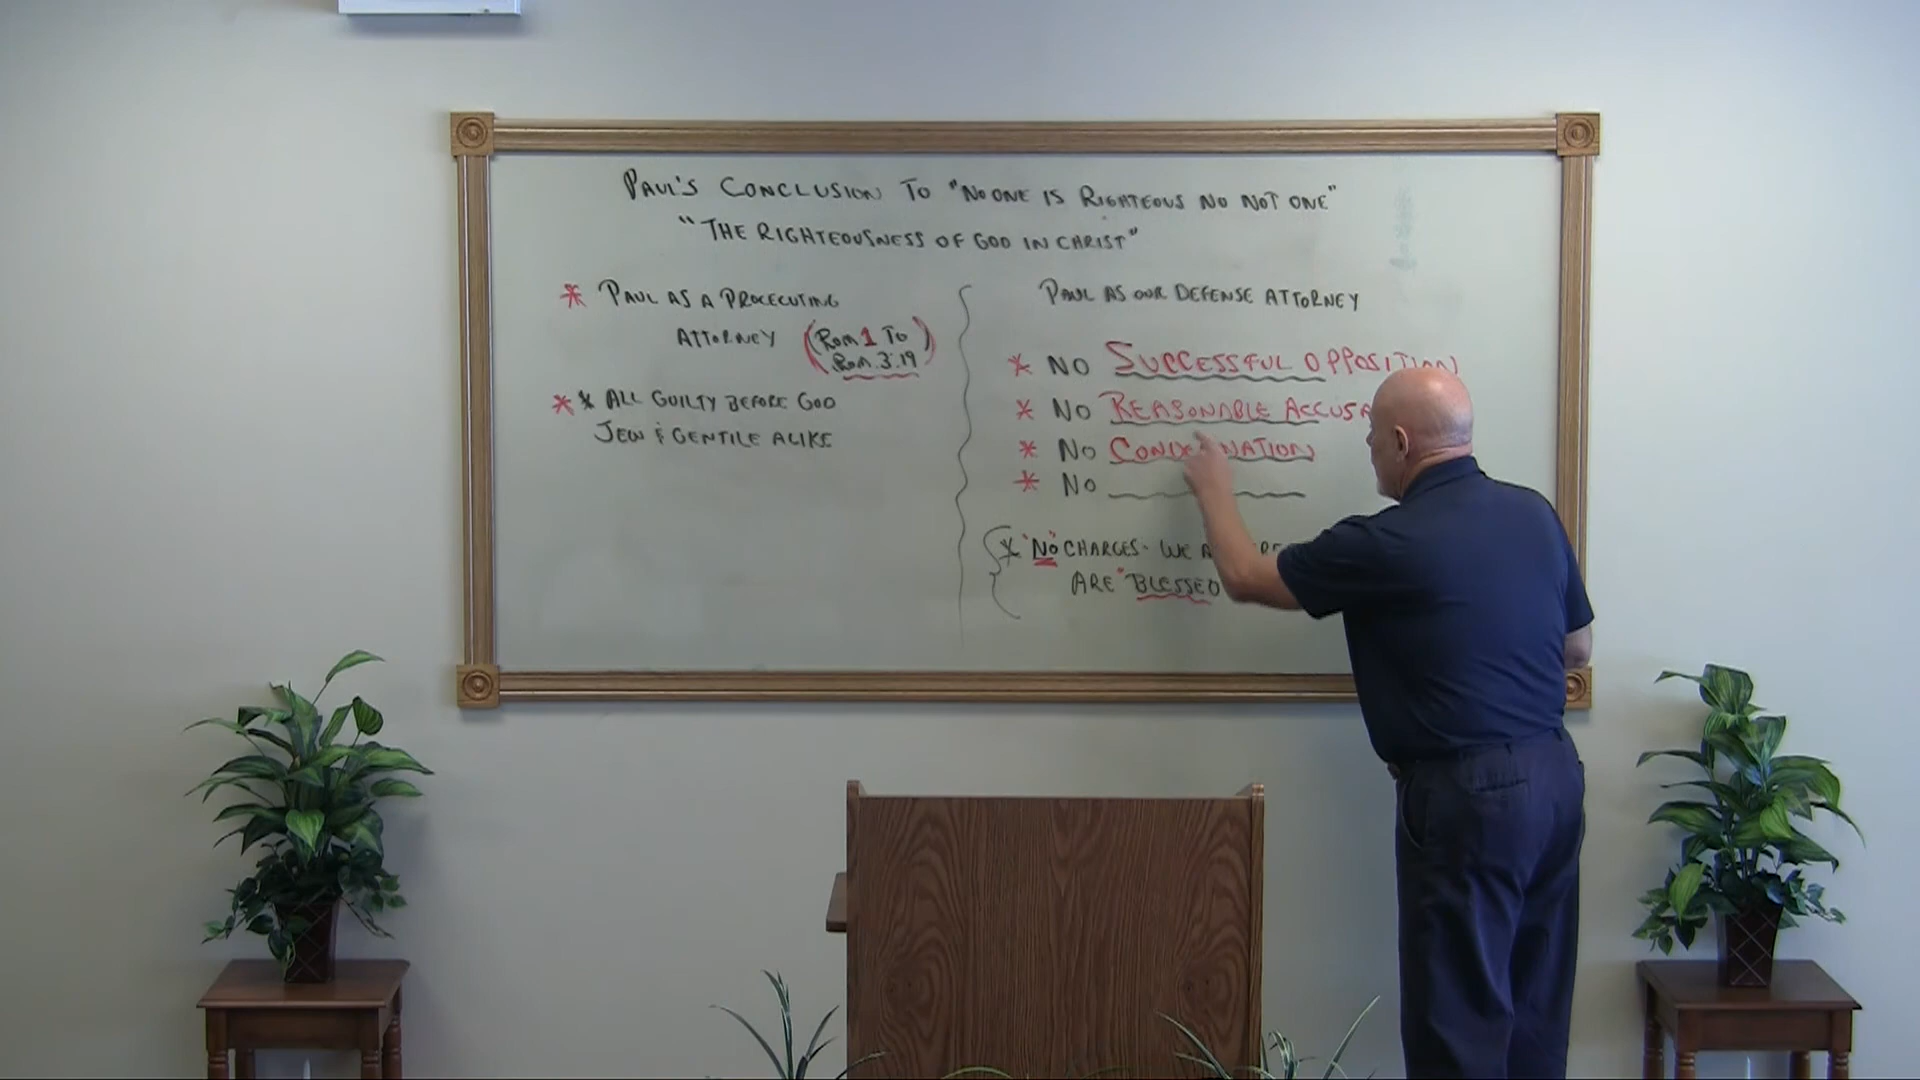 PAUL'S CONCLUSION TO "NO ONE IS RIGHTEOUS NO NOT ONE"
"THE RIGHTEOUSNESS OF GOD IN CHRIST"
* PAUL AS A PROCECUTING
ATTORNEY (Rom 1 To
Rom. 3:19)
* * ALL GUILTY BEFORE GOD
JEW & GENTILE ALIKE
PAUL AS OUR DEFENSE ATTORNEY
* NO SUCCESSFUL OPPOSITION
* NO REASONABLE
* NO
* NO
* "NO" CHARGES - WE
ARE "BLESSED